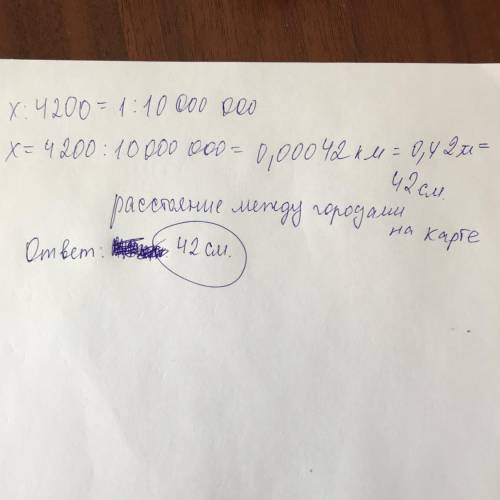 x : 4200 = 1 : 10 000 000
x = 4200 : 10 000 000 = 0,00042 км = 0,42 м =
42 см.
расстояние между городами
на карте
Ответ: 42 см.